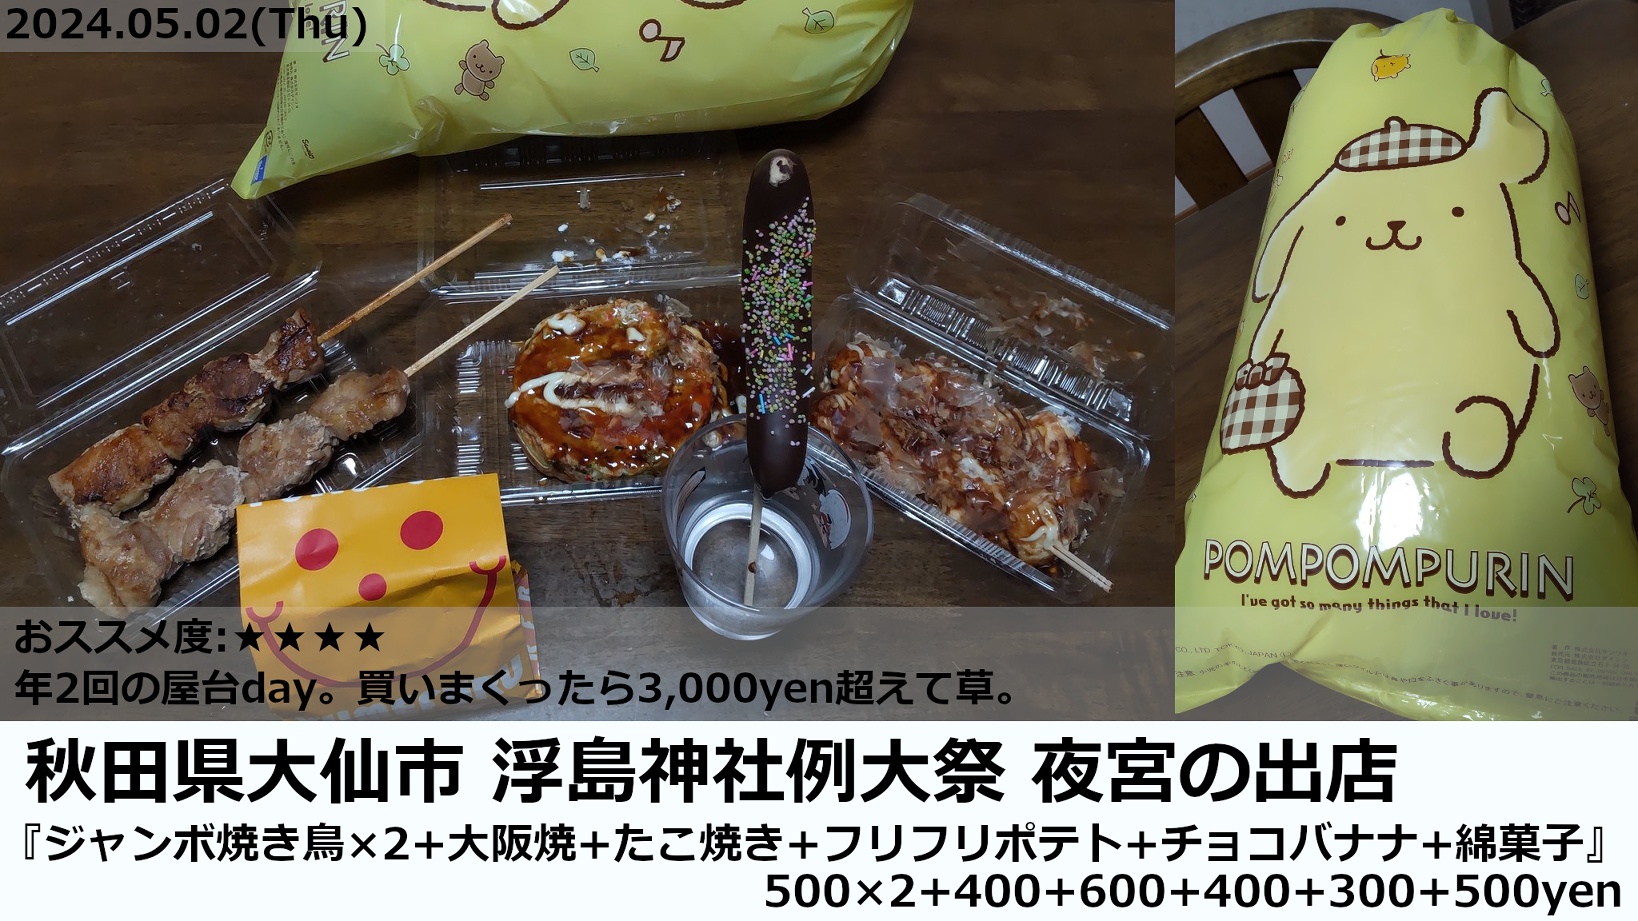 2024.05.02(Thu)
POMPOMPURIN
I've got so many things that I love!
おススメ度:★★★★
年2回の屋台day。買いまくったら3,000yen超えて草。
秋田県大仙市 浮島神社例大祭 夜宮の出店
『ジャンボ焼き鳥×2+大阪焼+たこ焼き+フリフリポテト+チョコバナナ+綿菓子』
500×2+400+600+400+300+500yen